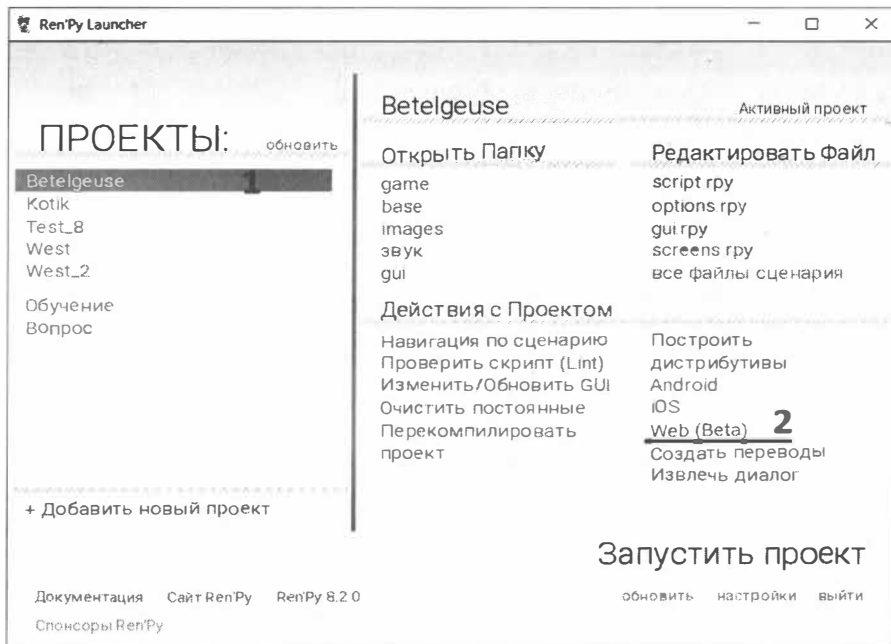 Ren'Py Launcher
ПРОЕКТЫ:
обновить
Betelgeuse 1
Kotik
Test_8
West
West_2
Обучение
Вопрос
+ Добавить новый проект
Betelgeuse
Активный проект
Открыть Папку
game
base
images
звук
gui
Редактировать Файл
script rpy
options rpy
gui rpy
screens rpy
все файлы сценария
Действия с Проектом
Навигация по сценарию
Проверить скрипт (Lint)
Изменить/Обновить GUI
Очистить постоянные
Перекомпилировать
проект
Построить
дистрибутивы
Android
iOS
Web (Beta) 2
Создать переводы
Извлечь диалог
Запустить проект
Документация Сайт Ren'Py Ren'Py 8.2 0
обновить настройки выйти
Спонсоры Ren'Py